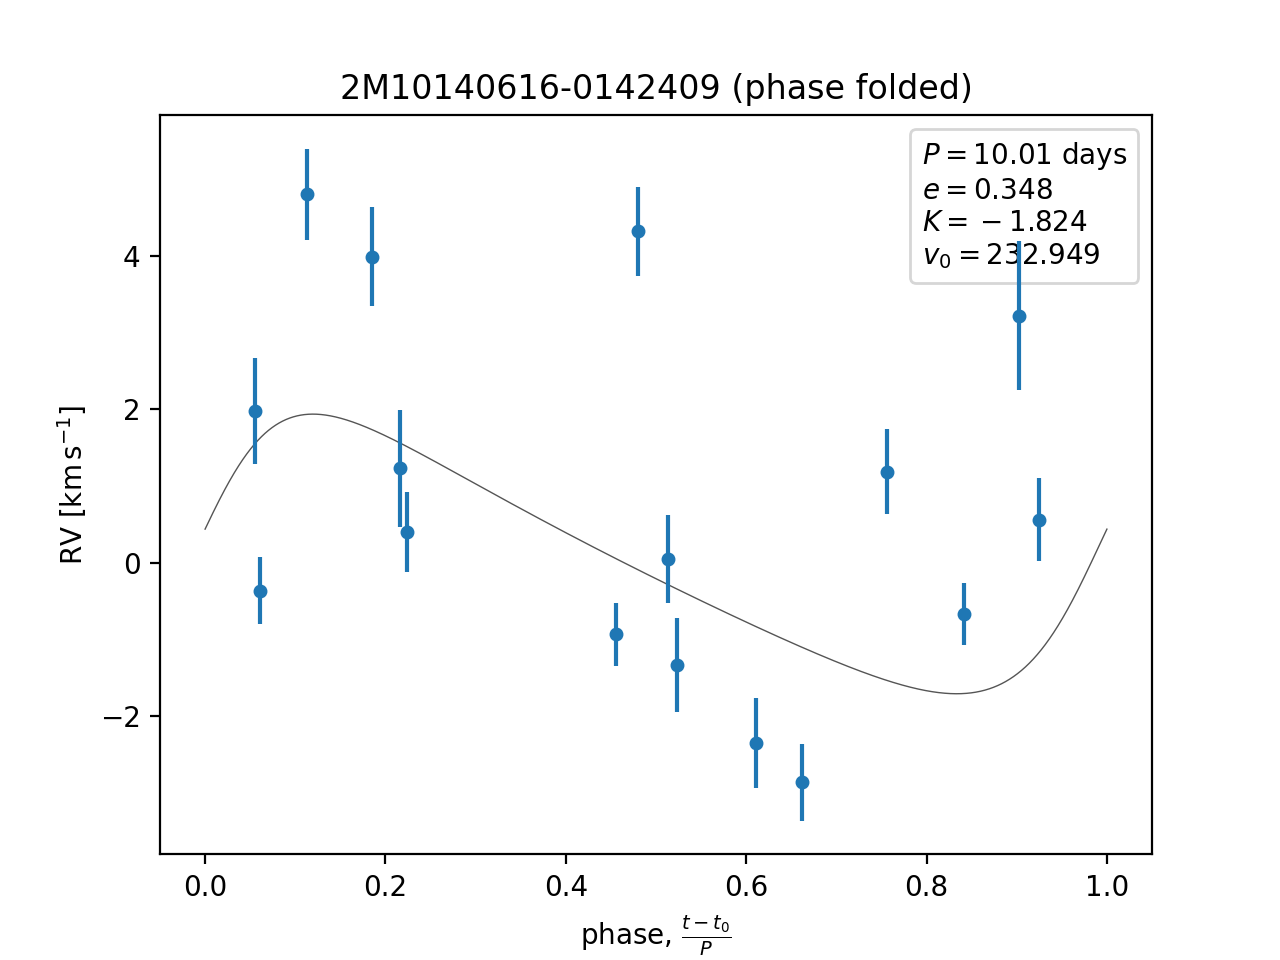 2M10140616-0142409 (phase folded)
P = 10.01 days
e = 0.348
K = −1.824
v₀ = 232.949
RV [km s⁻¹]
4
2
0
−2
0.0 0.2 0.4 0.6 0.8 1.0
phase, (t − t₀)/P